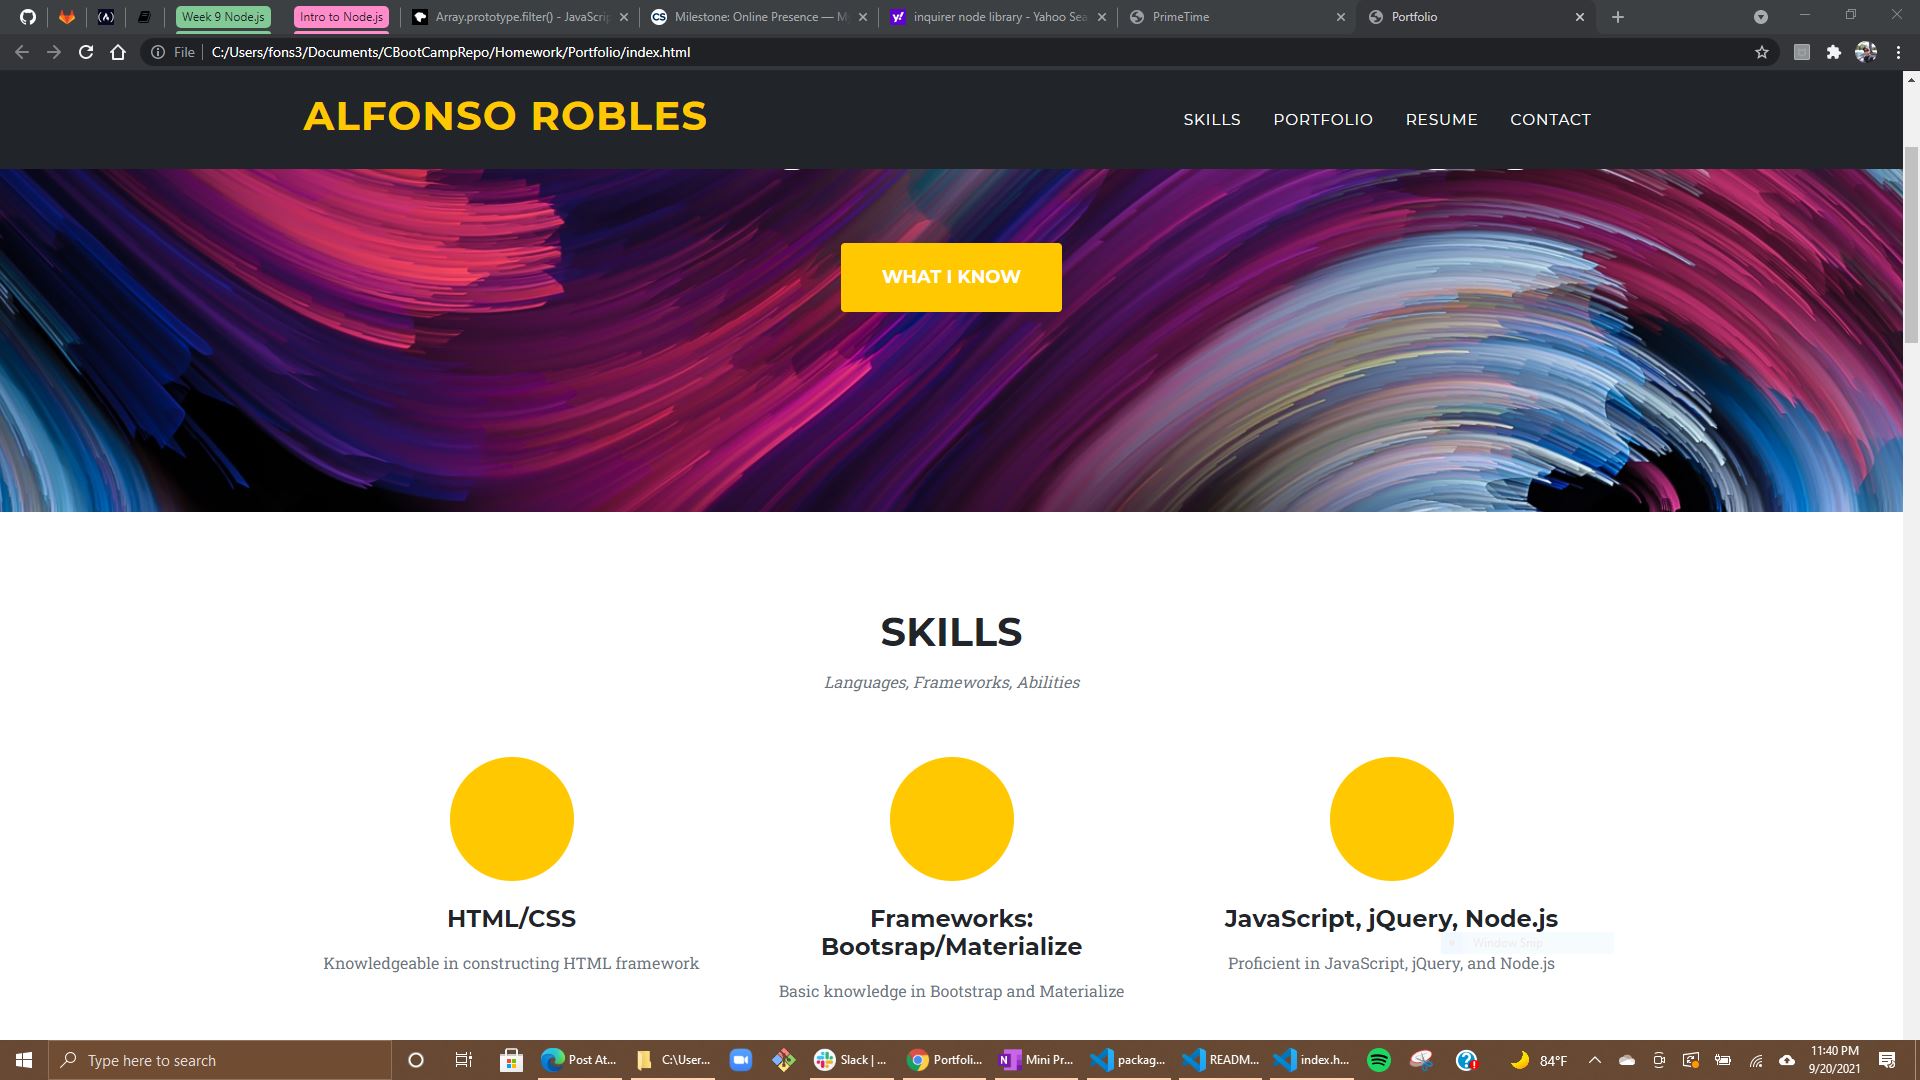 Week 9 Node.js
Intro to Node.js
Array.prototype.filter() - JavaScrip
Milestone: Online Presence — My
inquirer node library - Yahoo Sea
PrimeTime
Portfolio
File
C:/Users/fons3/Documents/CBootCampRepo/Homework/Portfolio/index.html
ALFONSO ROBLES
SKILLS
PORTFOLIO
RESUME
CONTACT
WHAT I KNOW
SKILLS
Languages, Frameworks, Abilities
HTML/CSS
Knowledgeable in constructing HTML framework
Frameworks:
Bootsrap/Materialize
Basic knowledge in Bootstrap and Materialize
JavaScript, jQuery, Node.js
Window Snip
Proficient in JavaScript, jQuery, and Node.js
Type here to search
Post At...
C:\User...
Slack | ...
Portfoli...
Mini Pr...
packag...
READM...
index.h...
84°F
11:40 PM
9/20/2021